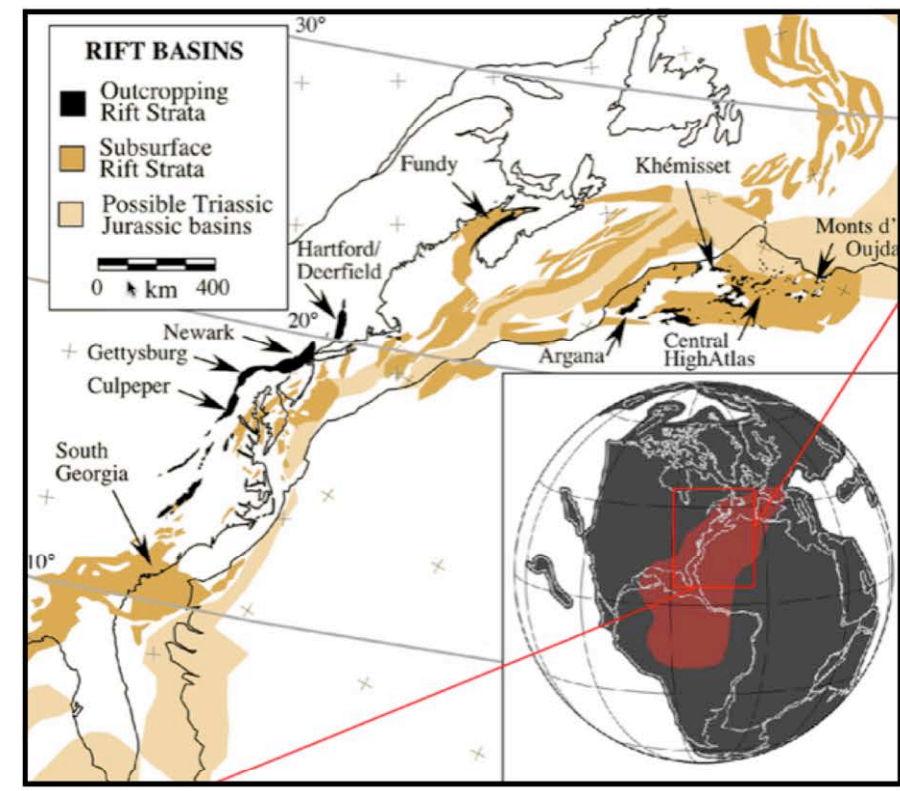 RIFT BASINS
Outcropping
Rift Strata
Subsurface
Rift Strata
Possible Triassic
Jurassic basins
0 km 400
30°
Fundy
Khémisset
Monts d'
Oujda
Hartford/
Deerfield
20°
Newark
Gettysburg
Culpeper
Argana
Central
HighAtlas
South
Georgia
10°